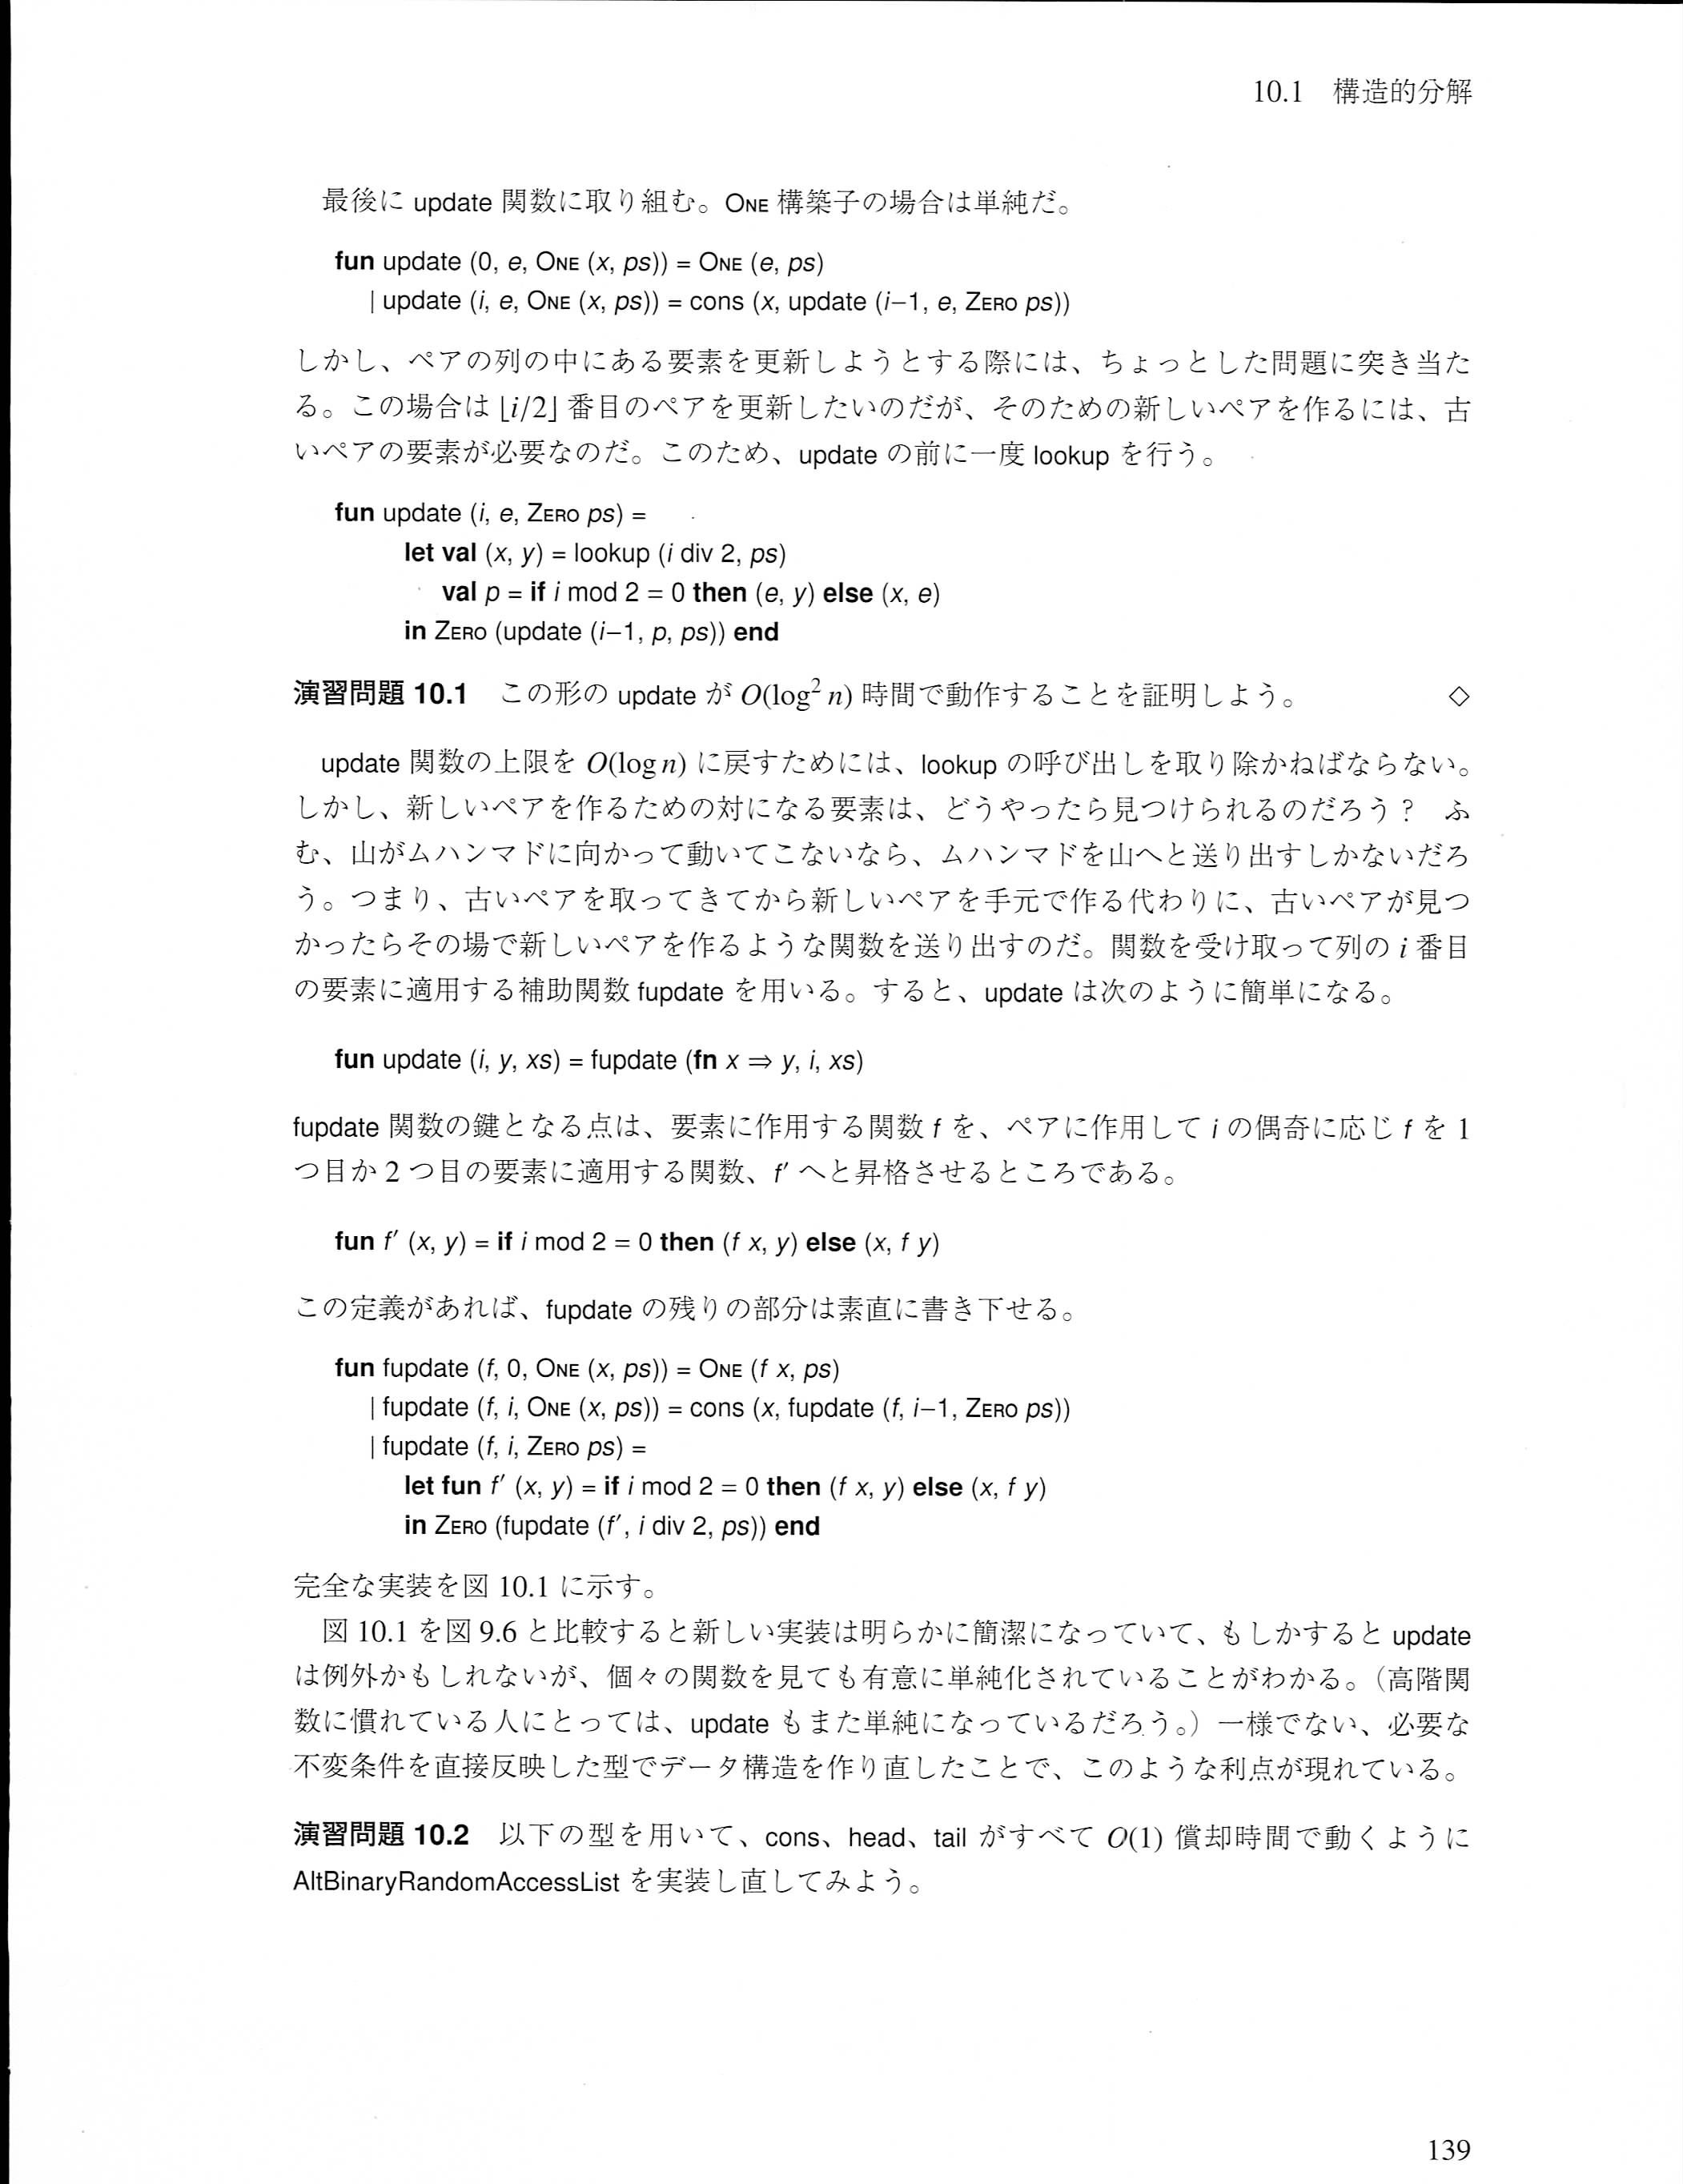 10.1 構造的分解
最後に update 関数に取り組む。ONE 構築子の場合は単純だ。
fun update (0, e, ONE (x, ps)) = ONE (e, ps)
| update (i, e, ONE (x, ps)) = cons (x, update (i−1, e, ZERO ps))
しかし、ペアの列の中にある要素を更新しようとする際には、ちょっとした問題に突き当た
る。この場合は ⌊i/2⌋ 番目のペアを更新したいのだが、そのための新しいペアを作るには、古
いペアの要素が必要なのだ。このため、update の前に一度 lookup を行う。
fun update (i, e, ZERO ps) =
let val (x, y) = lookup (i div 2, ps)
val p = if i mod 2 = 0 then (e, y) else (x, e)
in ZERO (update (i−1, p, ps)) end
演習問題 10.1 この形の update が O(log² n) 時間で動作することを証明しよう。 ◇
update 関数の上限を O(log n) に戻すためには、lookup の呼び出しを取り除かねばならない。
しかし、新しいペアを作るための対になる要素は、どうやったら見つけられるのだろう? ふ
む、山がムハンマドに向かって動いてこないなら、ムハンマドを山へと送り出すしかないだろ
う。つまり、古いペアを取ってきてから新しいペアを手元で作る代わりに、古いペアが見つ
かったらその場で新しいペアを作るような関数を送り出すのだ。関数を受け取って列の i 番目
の要素に適用する補助関数 fupdate を用いる。すると、update は次のように簡単になる。
fun update (i, y, xs) = fupdate (fn x ⇒ y, i, xs)
fupdate 関数の鍵となる点は、要素に作用する関数 f を、ペアに作用して i の偶奇に応じ f を 1
つ目か 2 つ目の要素に適用する関数、f′ へと昇格させるところである。
fun f′ (x, y) = if i mod 2 = 0 then (f x, y) else (x, f y)
この定義があれば、fupdate の残りの部分は素直に書き下せる。
fun fupdate (f, 0, ONE (x, ps)) = ONE (f x, ps)
| fupdate (f, i, ONE (x, ps)) = cons (x, fupdate (f, i−1, ZERO ps))
| fupdate (f, i, ZERO ps) =
let fun f′ (x, y) = if i mod 2 = 0 then (f x, y) else (x, f y)
in ZERO (fupdate (f′, i div 2, ps)) end
完全な実装を図 10.1 に示す。
図 10.1 を図 9.6 と比較すると新しい実装は明らかに簡潔になっていて、もしかすると update
は例外かもしれないが、個々の関数を見ても有意に単純化されていることがわかる。(高階関
数に慣れている人にとっては、update もまた単純になっているだろう。)一様でない、必要な
不変条件を直接反映した型でデータ構造を作り直したことで、このような利点が現れている。
演習問題 10.2 以下の型を用いて、cons、head、tail がすべて O(1) 償却時間で動くように
AltBinaryRandomAccessList を実装し直してみよう。
139